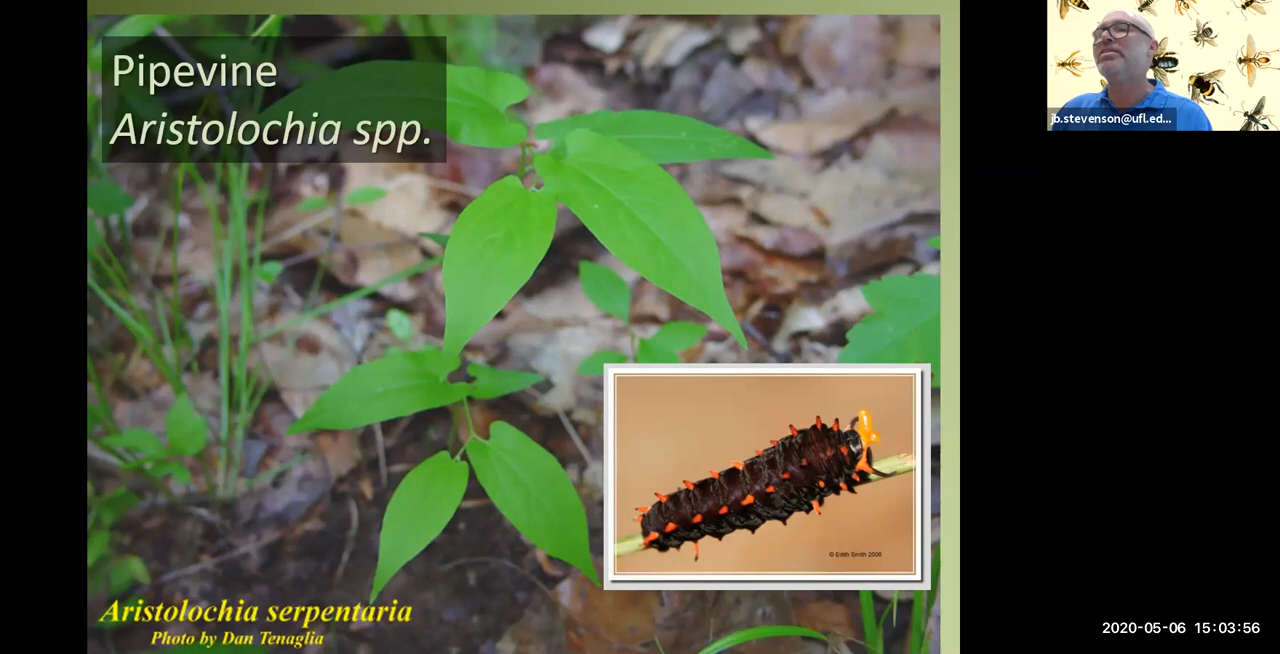 Pipevine
Aristolochia spp.
jb.stevenson@ufl.ed...
© Edith Smith 2006
Aristolochia serpentaria
Photo by Dan Tenaglia
2020-05-06 15:03:56